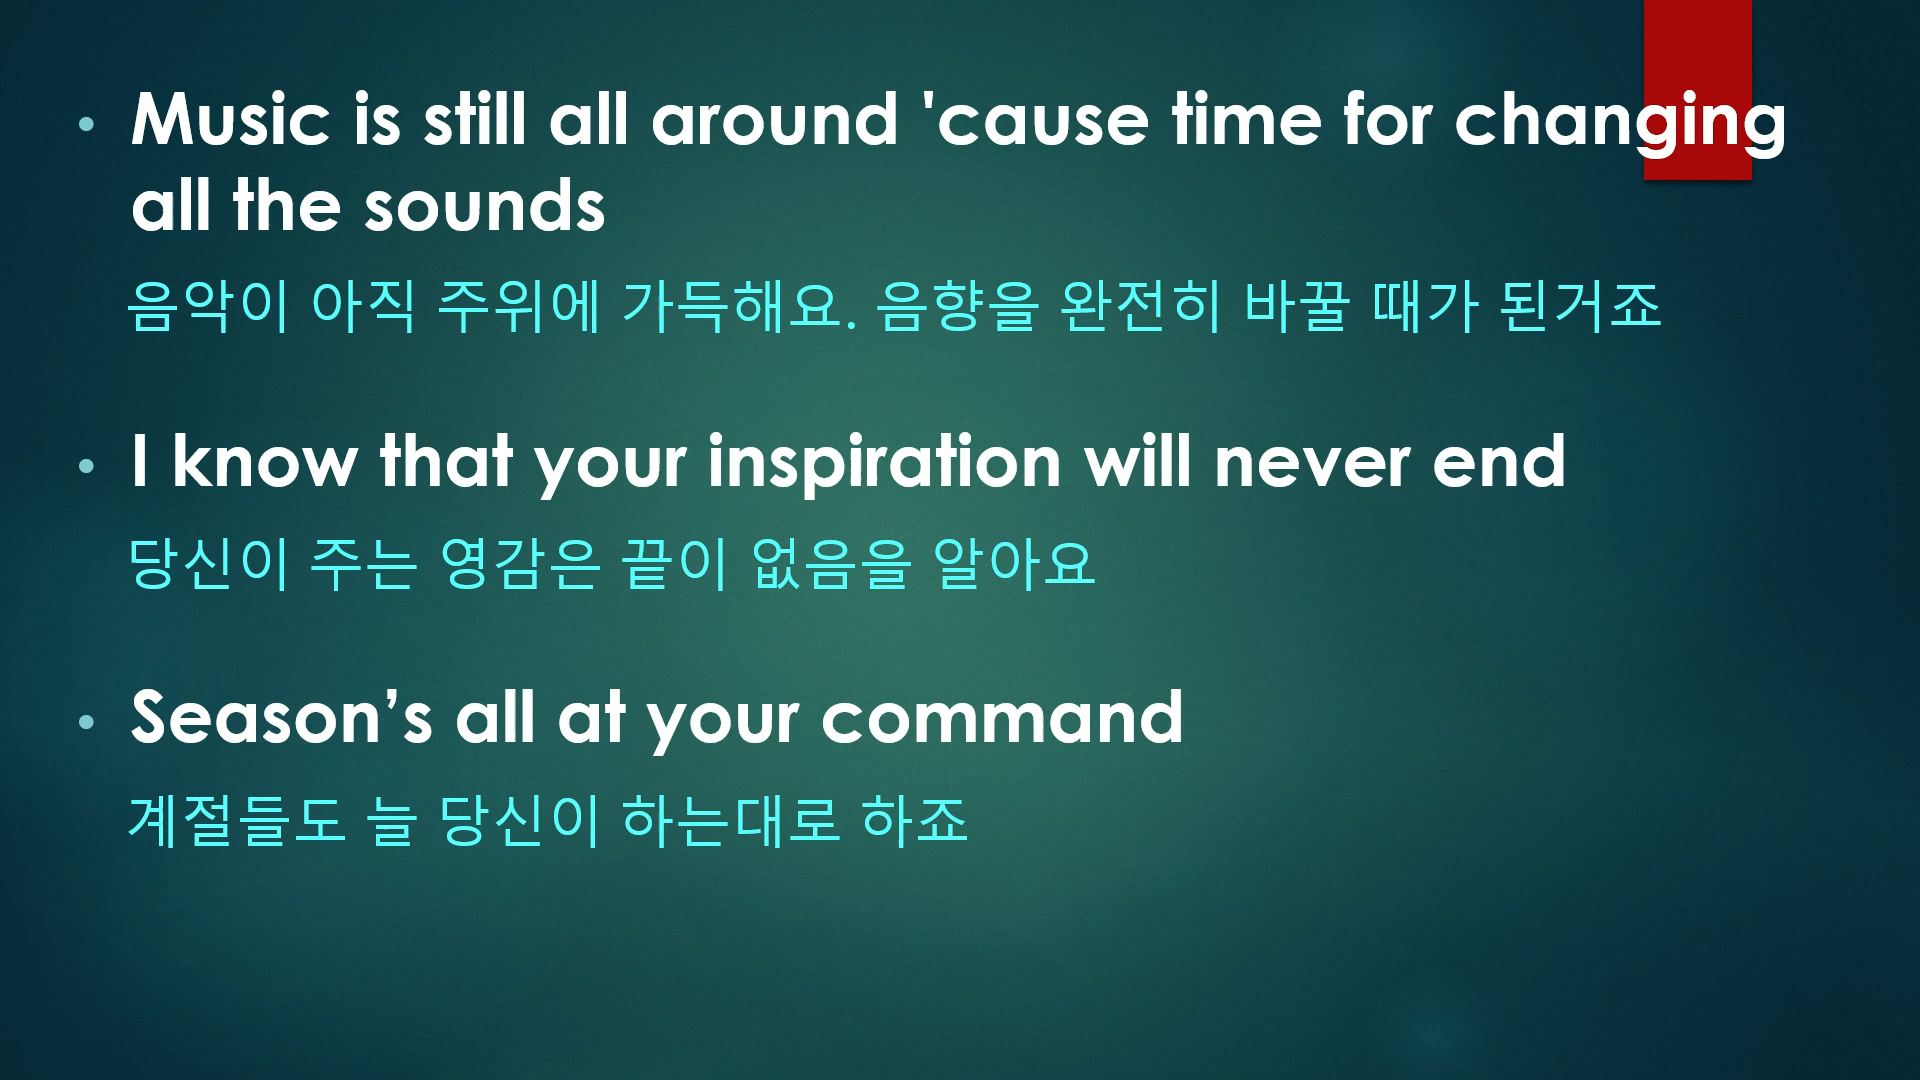 • Music is still all around 'cause time for changing
all the sounds
음악이 아직 주위에 가득해요. 음향을 완전히 바꿀 때가 된거죠
• I know that your inspiration will never end
당신이 주는 영감은 끝이 없음을 알아요
• Season’s all at your command
계절들도 늘 당신이 하는대로 하죠